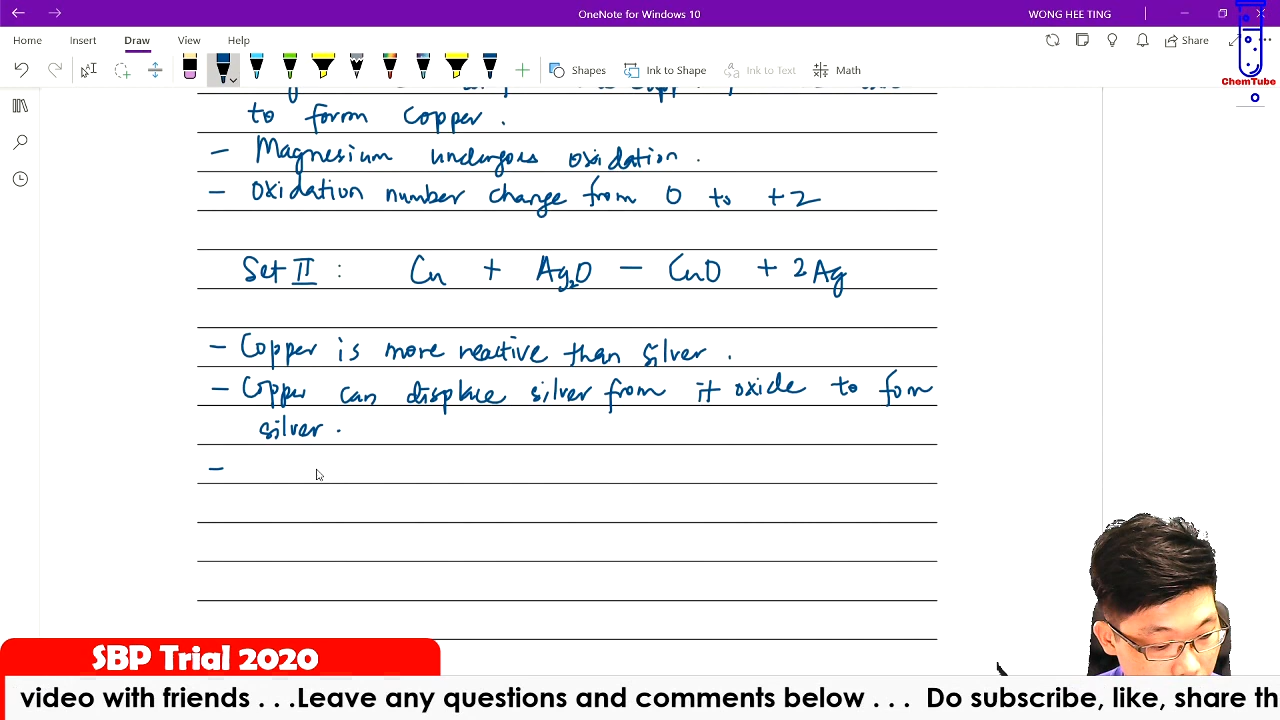 OneNote for Windows 10
WONG HEE TING
Home Insert Draw View Help
Share
Shapes Ink to Shape Ink to Text Math
ChemTube
to form copper.
- Magnesium undergoes oxidation.
- Oxidation number change from 0 to +2
Set II : Cu + Ag₂O - CuO + 2Ag
- Copper is more reactive than silver.
- Copper can displace silver from it oxide to form
silver.
-
SBP Trial 2020
video with friends . . .Leave any questions and comments below . . . Do subscribe, like, share th